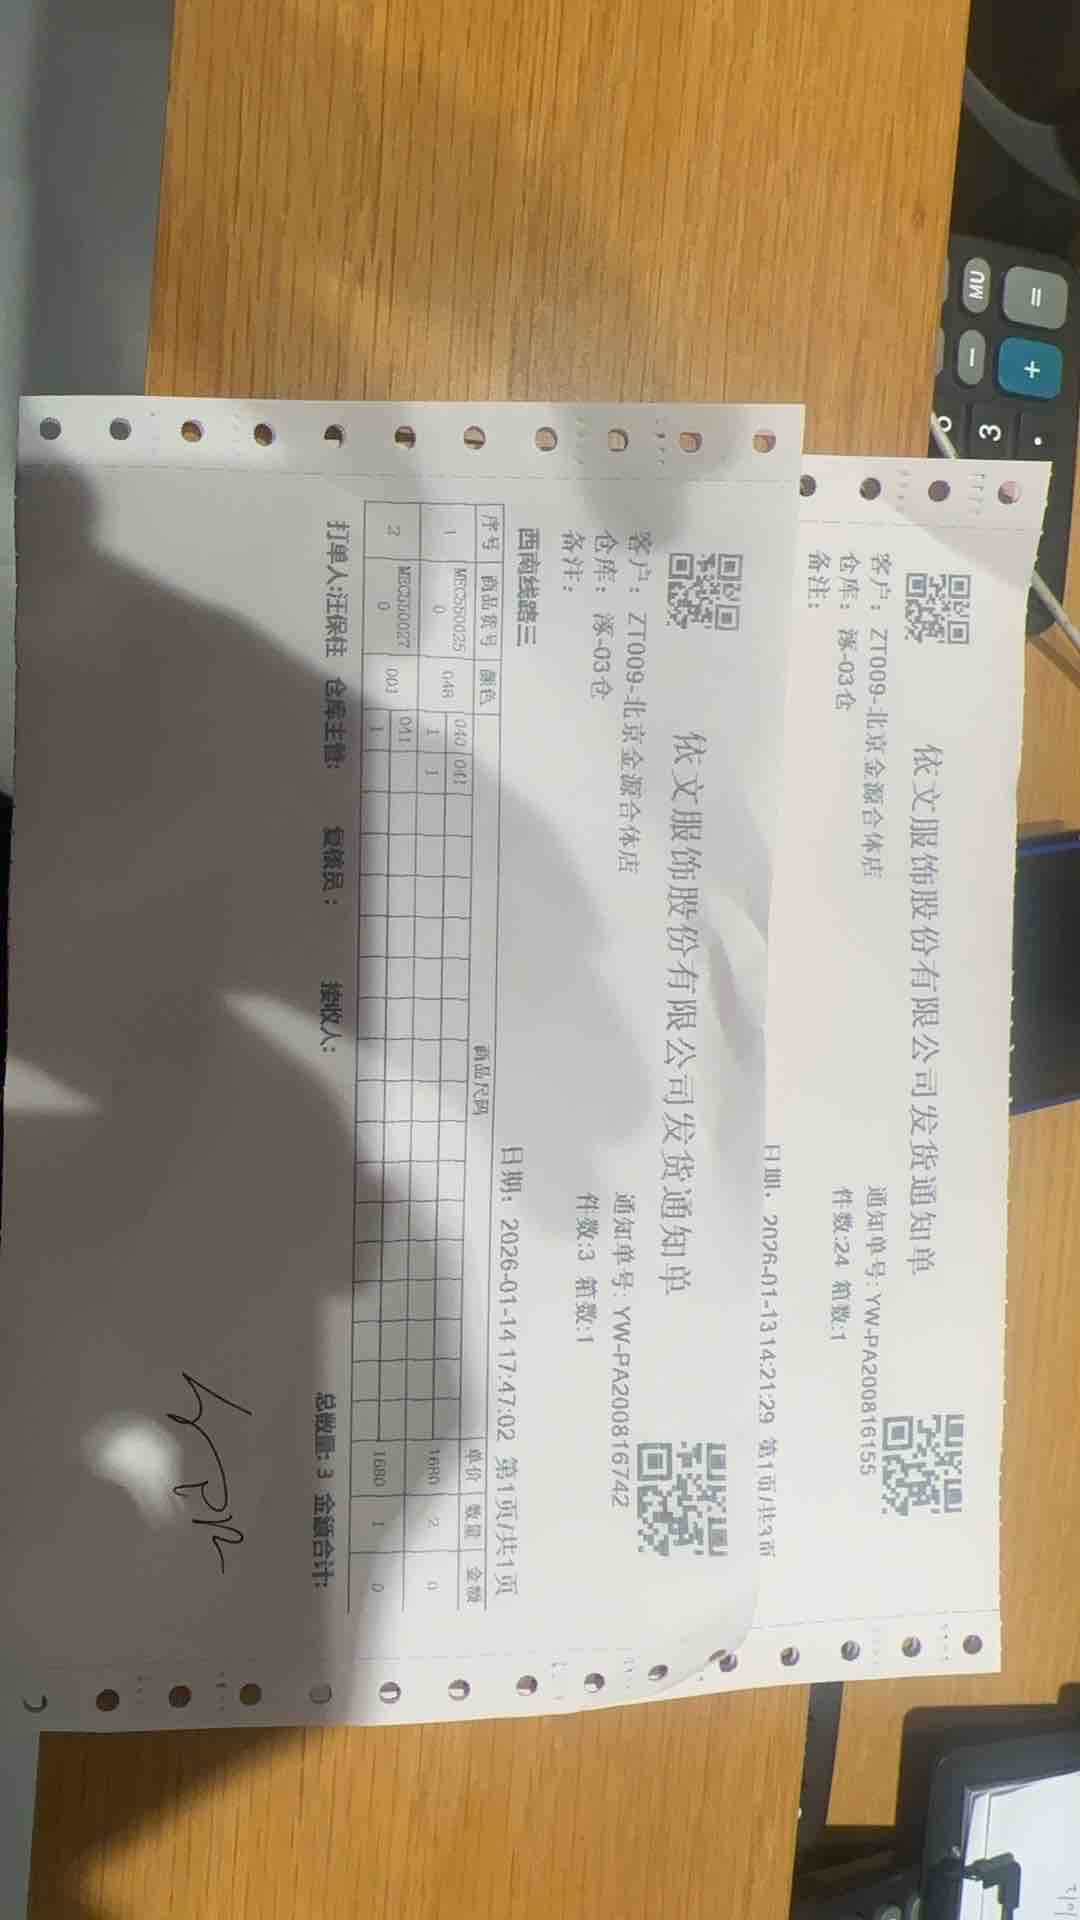 依文服饰股份有限公司发货通知单
客户: ZT009-北京金源合体店
通知单号: YW-PA200816155
仓库: 涿-03仓
件数:24 箱数:1
备注:
日期: 2026-01-13 14:21:29 第1页/共3页
依文服饰股份有限公司发货通知单
客户: ZT009-北京金源合体店
通知单号: YW-PA200816742
仓库: 涿-03仓
件数:3 箱数:1
备注:
西南线路三
日期: 2026-01-14 17:47:02 第1页/共1页
序号 商品货号 颜色 商品尺码 单价 数量 金额
040 041
1 04B 1 1 1680 2 0
041
2 001 1 1680 1 0
打单人:汪保柱 仓库主管: 复核员: 接收人: 总数量: 3 金额合计:
= + .
MU − 3